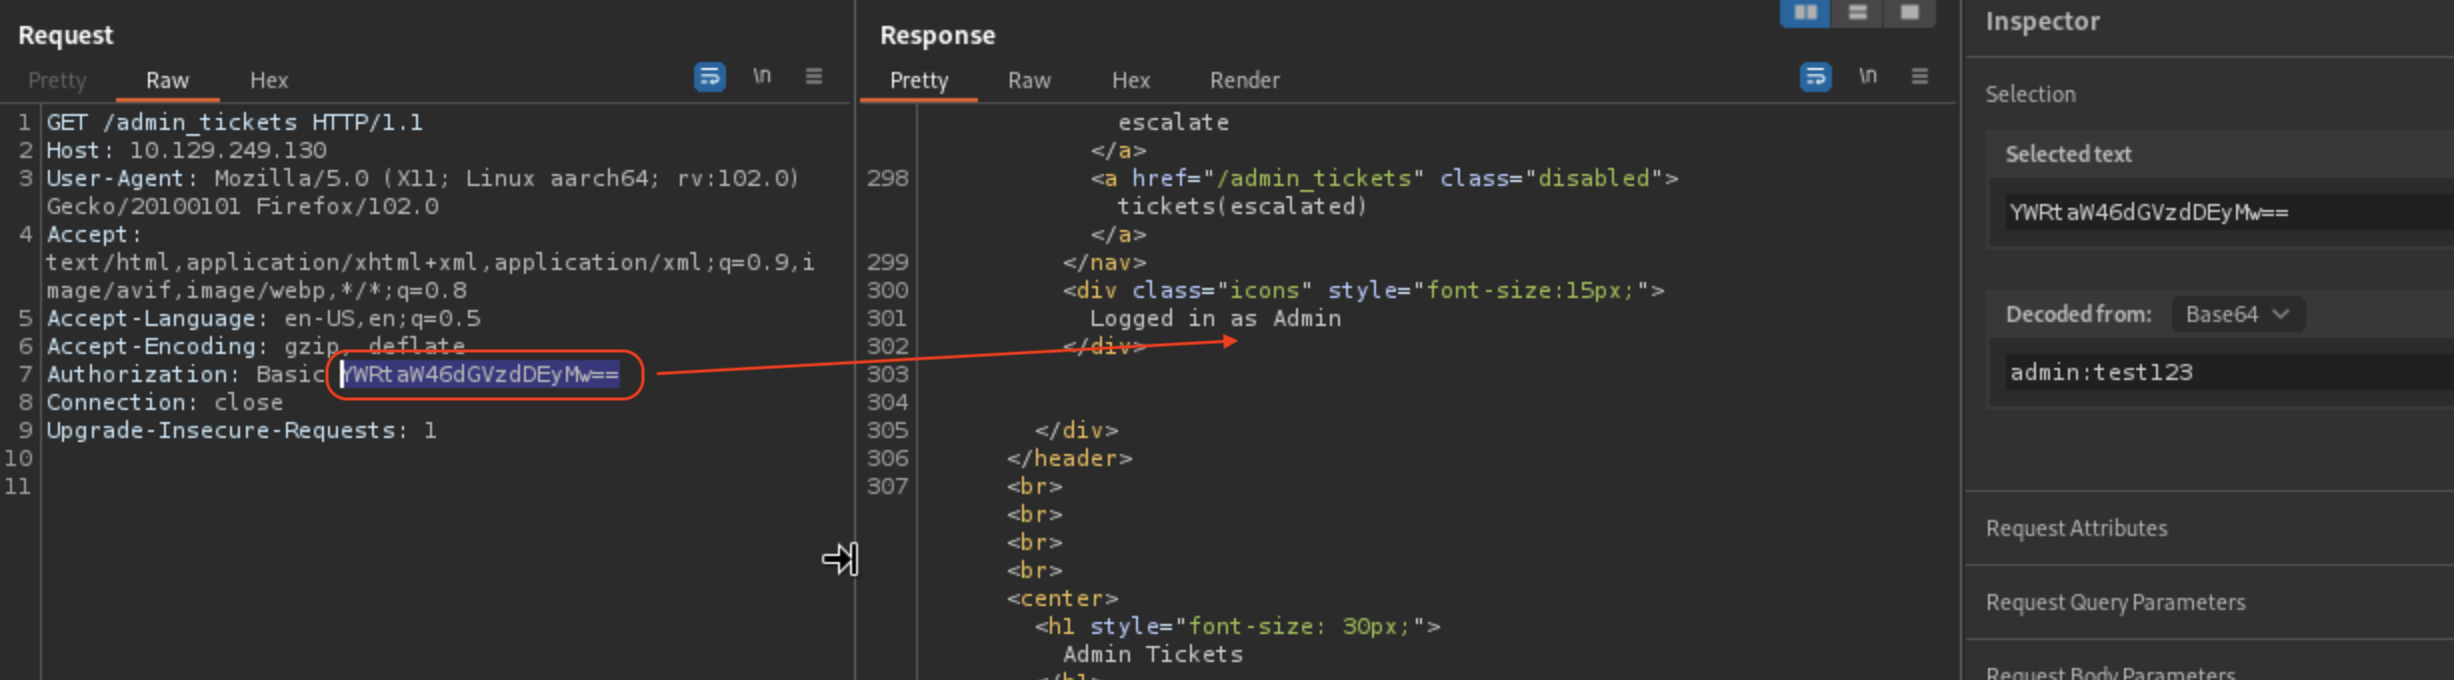 Request
Pretty Raw Hex
\n
1 GET /admin_tickets HTTP/1.1
2 Host: 10.129.249.130
3 User-Agent: Mozilla/5.0 (X11; Linux aarch64; rv:102.0)
Gecko/20100101 Firefox/102.0
4 Accept:
text/html,application/xhtml+xml,application/xml;q=0.9,i
mage/avif,image/webp,*/*;q=0.8
5 Accept-Language: en-US,en;q=0.5
6 Accept-Encoding: gzip, deflate
7 Authorization: Basic YWRtaW46dGVzdDEyMw==
8 Connection: close
9 Upgrade-Insecure-Requests: 1
10
11
Response
Pretty Raw Hex Render
\n
escalate
</a>
298 <a href="/admin_tickets" class="disabled">
tickets(escalated)
</a>
299 </nav>
300 <div class="icons" style="font-size:15px;">
301 Logged in as Admin
302 </div>
303
304
305 </div>
306 </header>
307 <br>
<br>
<br>
<br>
<center>
<h1 style="font-size: 30px;">
Admin Tickets
</h1>
Inspector
Selection
Selected text
YWRtaW46dGVzdDEyMw==
Decoded from: Base64
admin:test123
Request Attributes
Request Query Parameters
Request Body Parameters